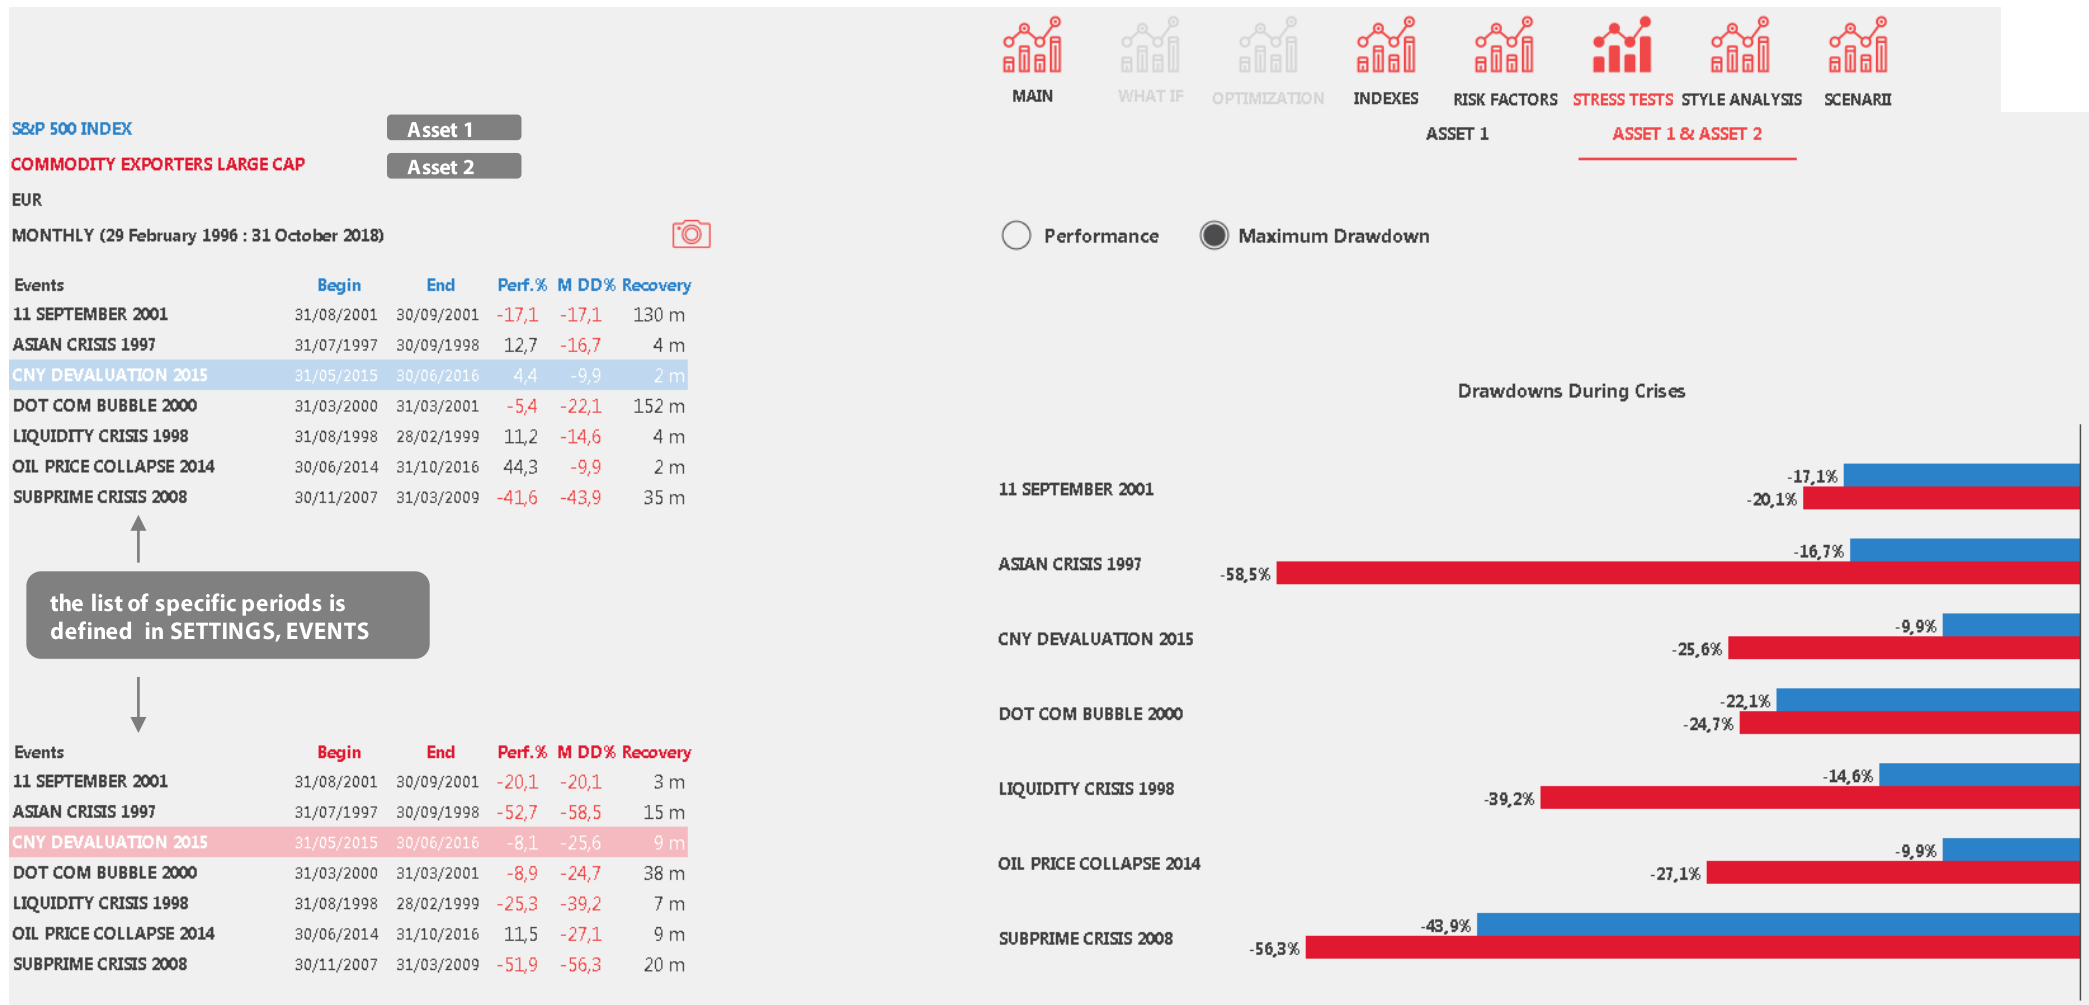 MAIN
WHAT IF
OPTIMIZATION
INDEXES
RISK FACTORS
STRESS TESTS
STYLE ANALYSIS
SCENARII
ASSET 1
ASSET 1 & ASSET 2
S&P 500 INDEX
Asset 1
COMMODITY EXPORTERS LARGE CAP
Asset 2
EUR
MONTHLY (29 February 1996 : 31 October 2018)
Performance
Maximum Drawdown
Events Begin End Perf.% M DD% Recovery
11 SEPTEMBER 2001 31/08/2001 30/09/2001 -17,1 -17,1 130 m
ASIAN CRISIS 1997 31/07/1997 30/09/1998 12,7 -16,7 4 m
CNY DEVALUATION 2015 31/05/2015 30/06/2016 4,4 -9,9 2 m
DOT COM BUBBLE 2000 31/03/2000 31/03/2001 -5,4 -22,1 152 m
LIQUIDITY CRISIS 1998 31/08/1998 28/02/1999 11,2 -14,6 4 m
OIL PRICE COLLAPSE 2014 30/06/2014 31/10/2016 44,3 -9,9 2 m
SUBPRIME CRISIS 2008 30/11/2007 31/03/2009 -41,6 -43,9 35 m
the list of specific periods is
defined in SETTINGS, EVENTS
Events Begin End Perf.% M DD% Recovery
11 SEPTEMBER 2001 31/08/2001 30/09/2001 -20,1 -20,1 3 m
ASIAN CRISIS 1997 31/07/1997 30/09/1998 -52,7 -58,5 15 m
CNY DEVALUATION 2015 31/05/2015 30/06/2016 -8,1 -25,6 9 m
DOT COM BUBBLE 2000 31/03/2000 31/03/2001 -8,9 -24,7 38 m
LIQUIDITY CRISIS 1998 31/08/1998 28/02/1999 -25,3 -39,2 7 m
OIL PRICE COLLAPSE 2014 30/06/2014 31/10/2016 11,5 -27,1 9 m
SUBPRIME CRISIS 2008 30/11/2007 31/03/2009 -51,9 -56,3 20 m
Drawdowns During Crises
-17,1%
11 SEPTEMBER 2001
-20,1%
-16,7%
ASIAN CRISIS 1997
-58,5%
-9,9%
CNY DEVALUATION 2015
-25,6%
-22,1%
DOT COM BUBBLE 2000
-24,7%
-14,6%
LIQUIDITY CRISIS 1998
-39,2%
-9,9%
OIL PRICE COLLAPSE 2014
-27,1%
-43,9%
SUBPRIME CRISIS 2008
-56,3%